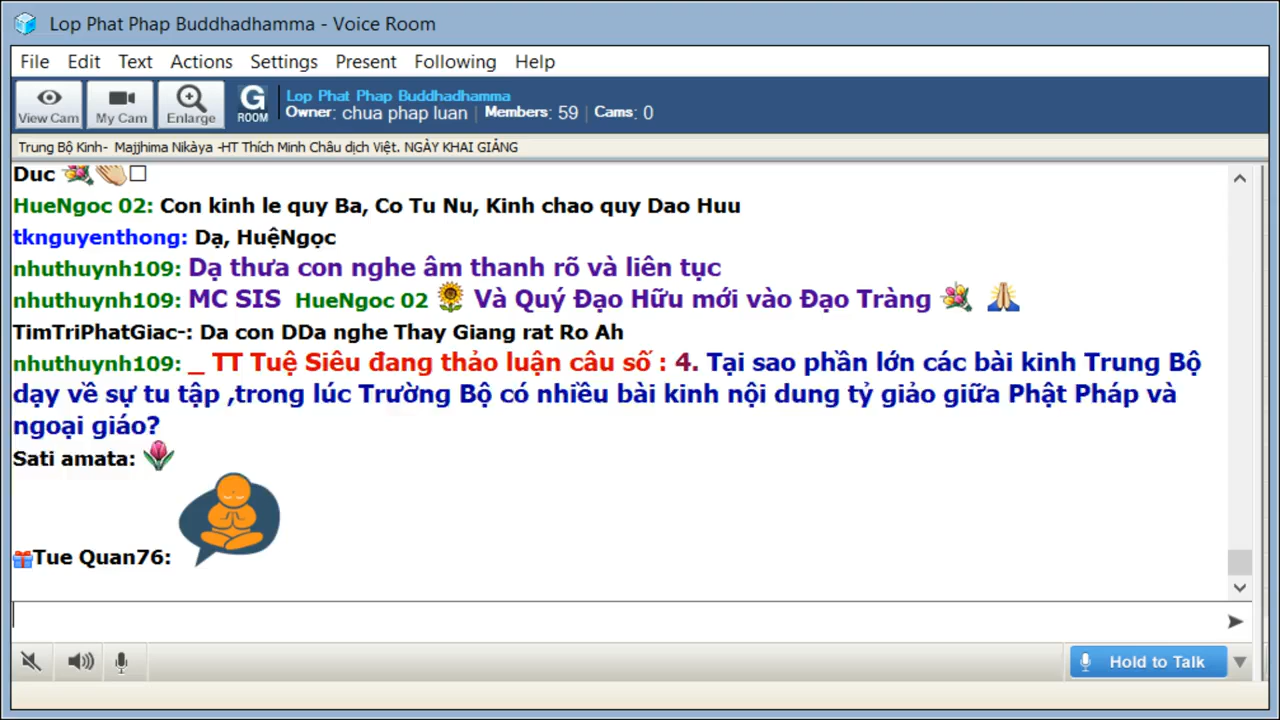 Lop Phat Phap Buddhadhamma - Voice Room
File Edit Text Actions Settings Present Following Help
View Cam My Cam Enlarge G ROOM
Lop Phat Phap Buddhadhamma
Owner: chua phap luan | Members: 59 | Cams: 0
Trung Bộ Kinh- Majjhima Nikàya -HT Thích Minh Châu dịch Việt. NGÀY KHAI GIẢNG
Duc 💐👏□
HueNgoc 02: Con kinh le quy Ba, Co Tu Nu, Kinh chao quy Dao Huu
tknguyenthong: Dạ, HuệNgọc
nhuthuynh109: Dạ thưa con nghe âm thanh rõ và liên tục
nhuthuynh109: MC SIS HueNgoc 02 🌻 Và Quý Đạo Hữu mới vào Đạo Tràng 💐 🙏
TimTriPhatGiac-: Da con DDa nghe Thay Giang rat Ro Ah
nhuthuynh109: _ TT Tuệ Siêu đang thảo luận câu số : 4. Tại sao phần lớn các bài kinh Trung Bộ
dạy về sự tu tập ,trong lúc Trường Bộ có nhiều bài kinh nội dung tỷ giảo giữa Phật Pháp và
ngoại giáo?
Sati amata: 🌷
🎁Tue Quan76:
Hold to Talk